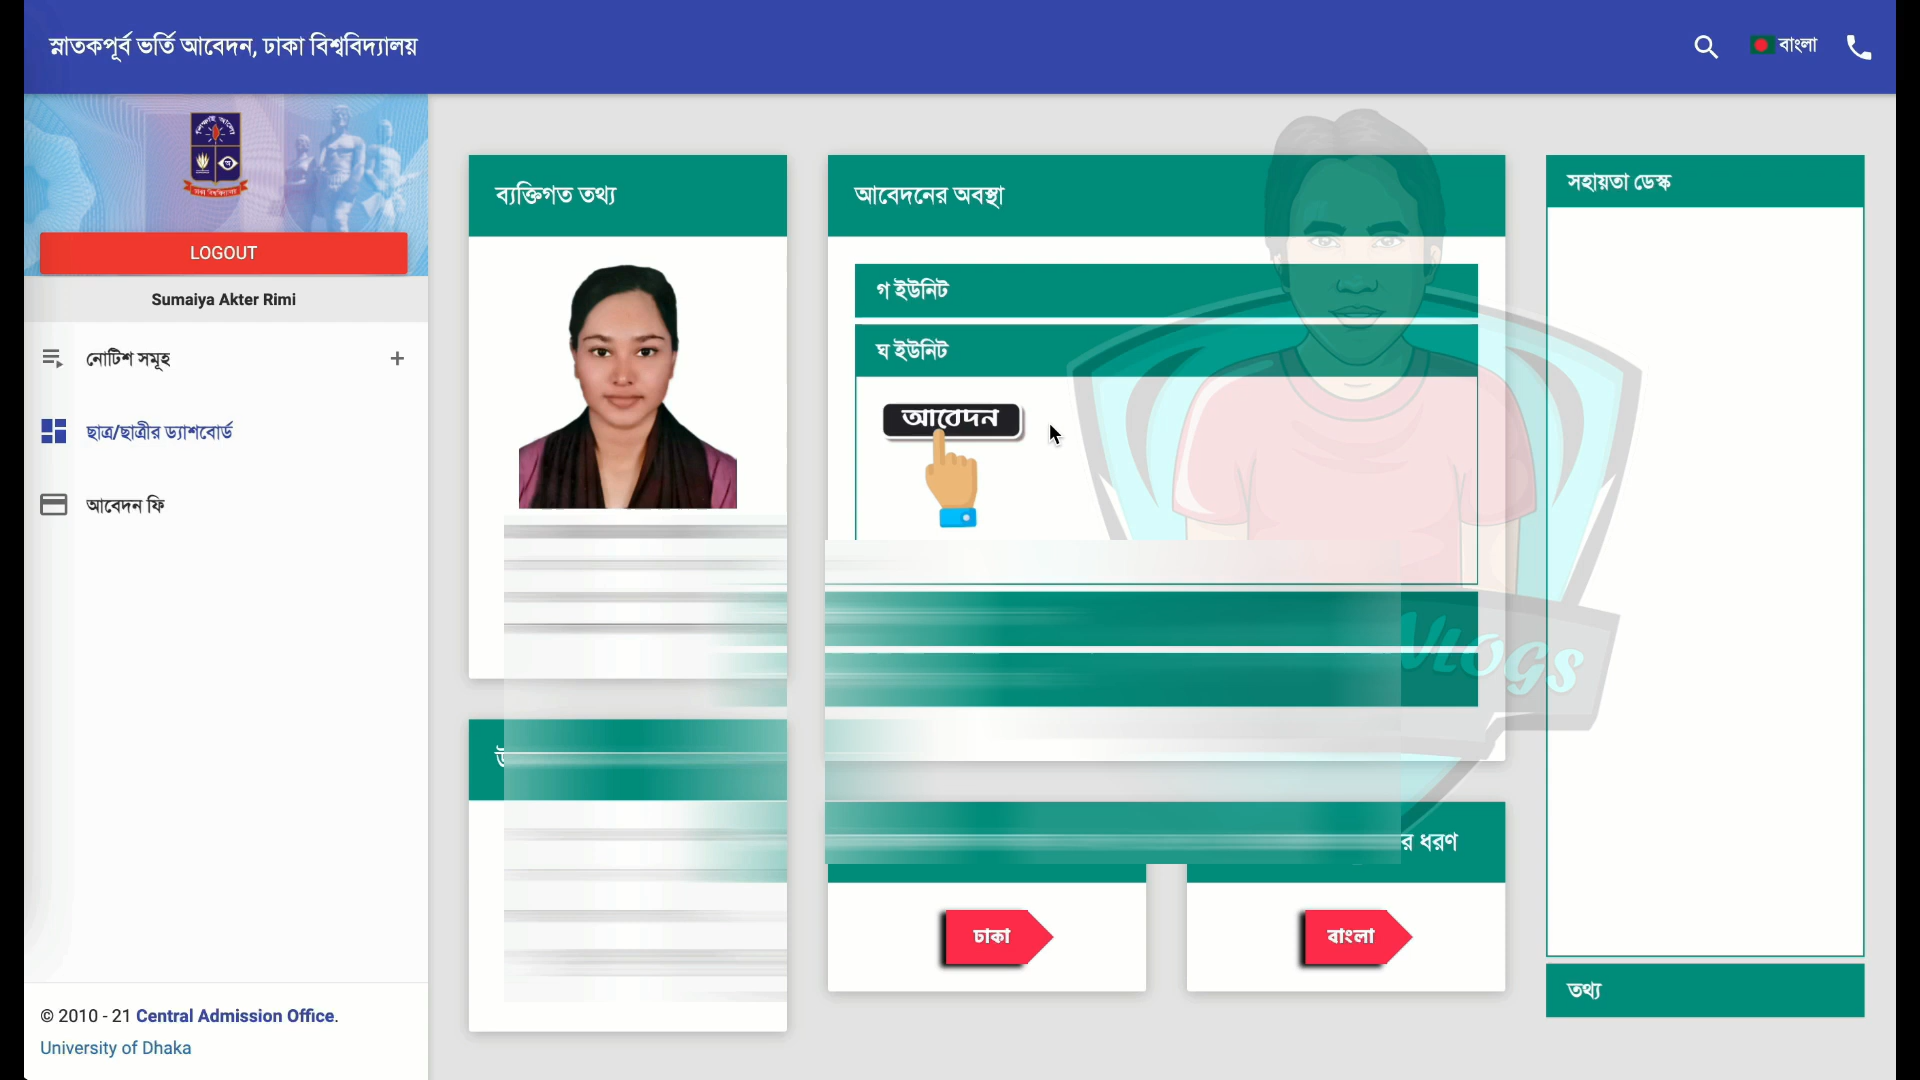 স্নাতকপূর্ব ভর্তি আবেদন, ঢাকা বিশ্ববিদ্যালয়
বাংলা
LOGOUT
Sumaiya Akter Rimi
নোটিশ সমূহ
ছাত্র/ছাত্রীর ড্যাশবোর্ড
আবেদন ফি
© 2010 - 21 Central Admission Office.
University of Dhaka
ব্যক্তিগত তথ্য
আবেদনের অবস্থা
গ ইউনিট
ঘ ইউনিট
আবেদন
VLOGS
ধরণ
ঢাকা
বাংলা
সহায়তা ডেস্ক
তথ্য